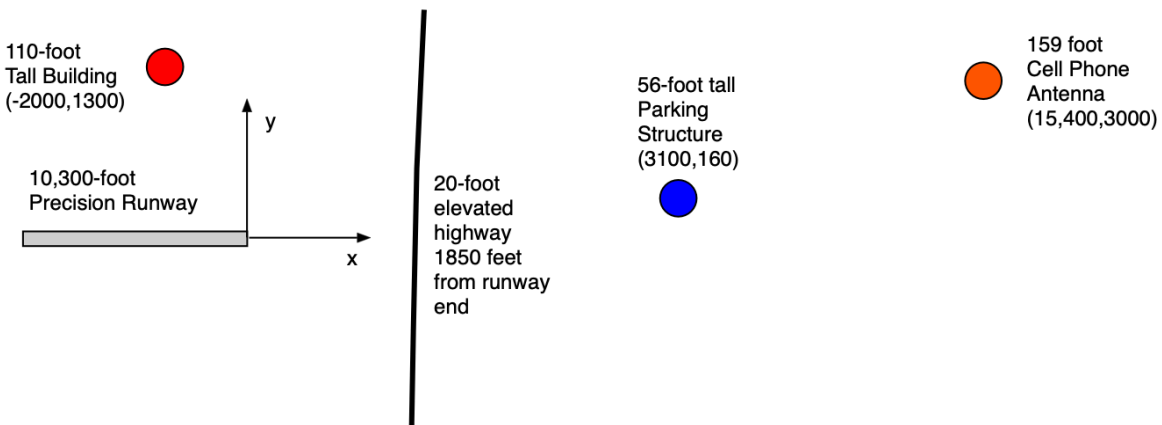 110-foot
Tall Building
(-2000,1300)
y
10,300-foot
Precision Runway
x
20-foot
elevated
highway
1850 feet
from runway
end
56-foot tall
Parking
Structure
(3100,160)
159 foot
Cell Phone
Antenna
(15,400,3000)